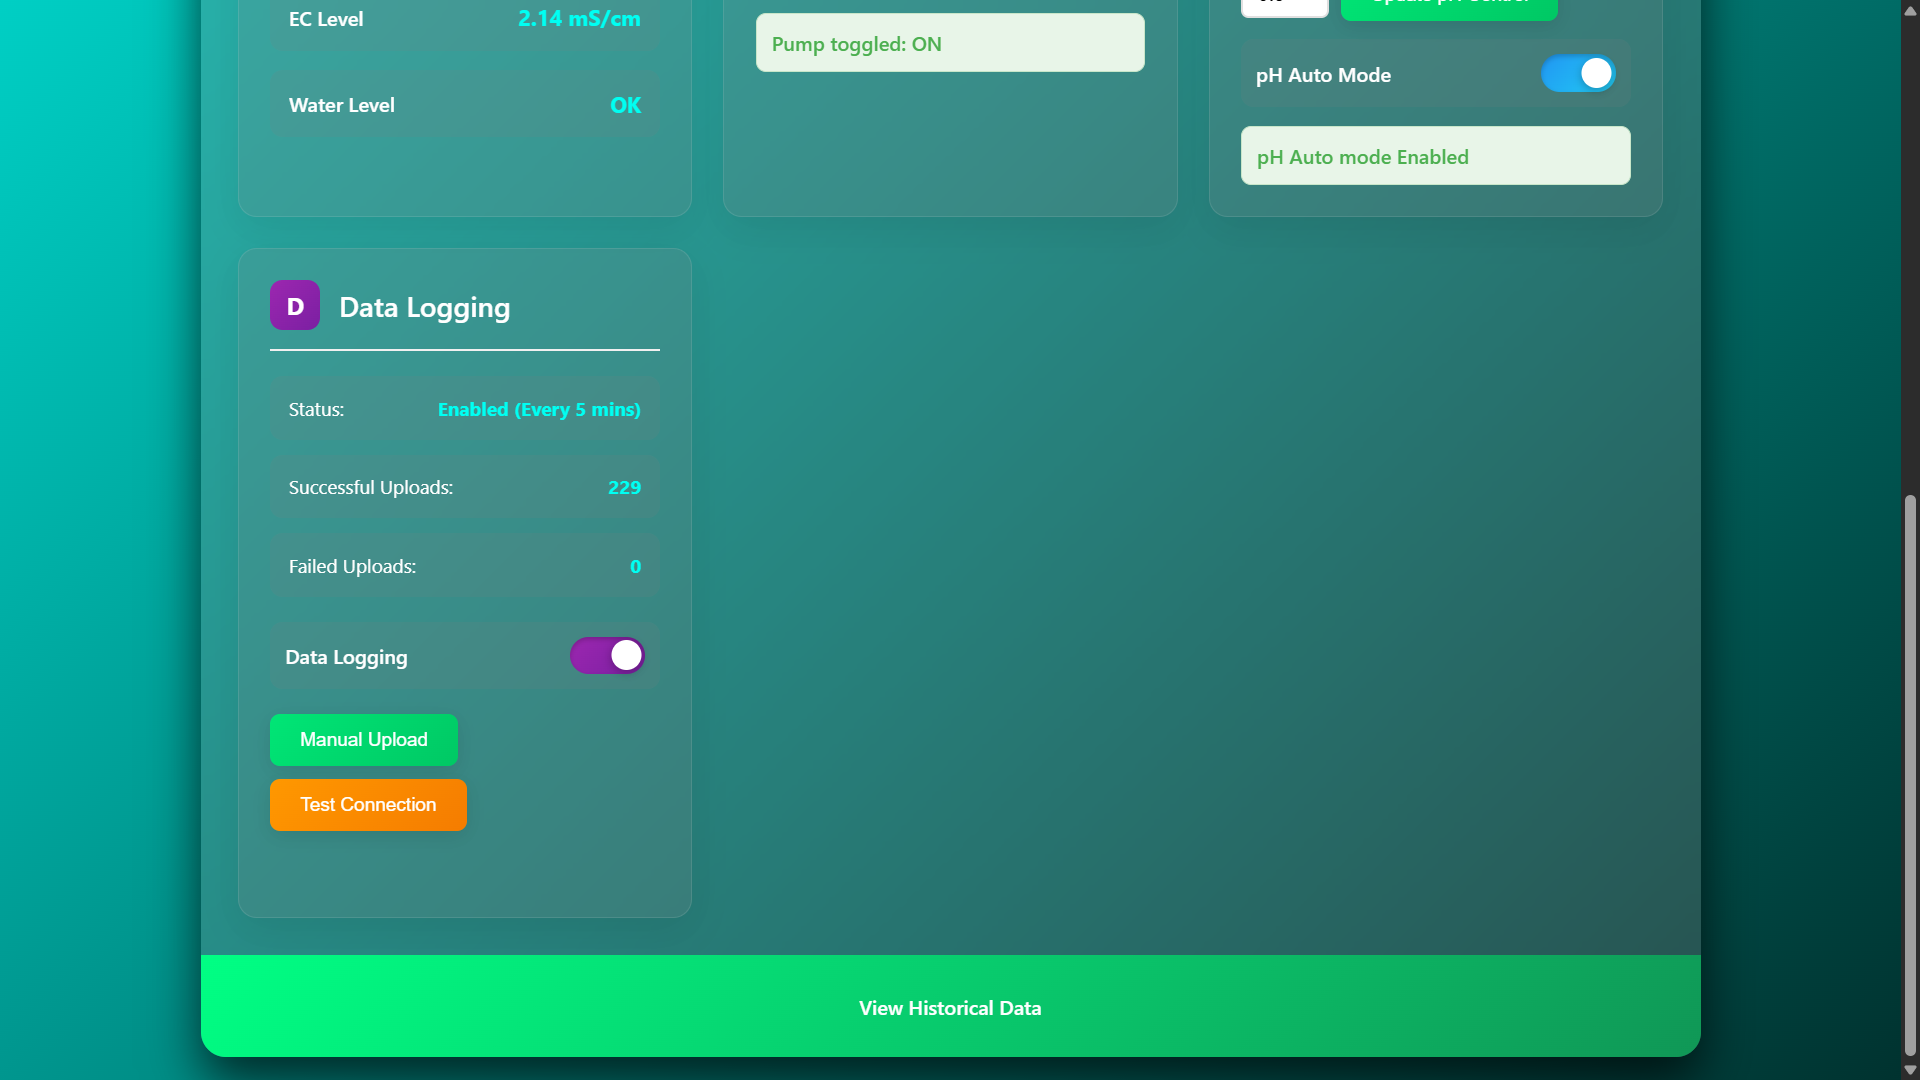 EC Level 2.14 mS/cm
Water Level OK
Pump toggled: ON
pH Auto Mode
pH Auto mode Enabled
D Data Logging
Status: Enabled (Every 5 mins)
Successful Uploads: 229
Failed Uploads: 0
Data Logging
Manual Upload
Test Connection
View Historical Data